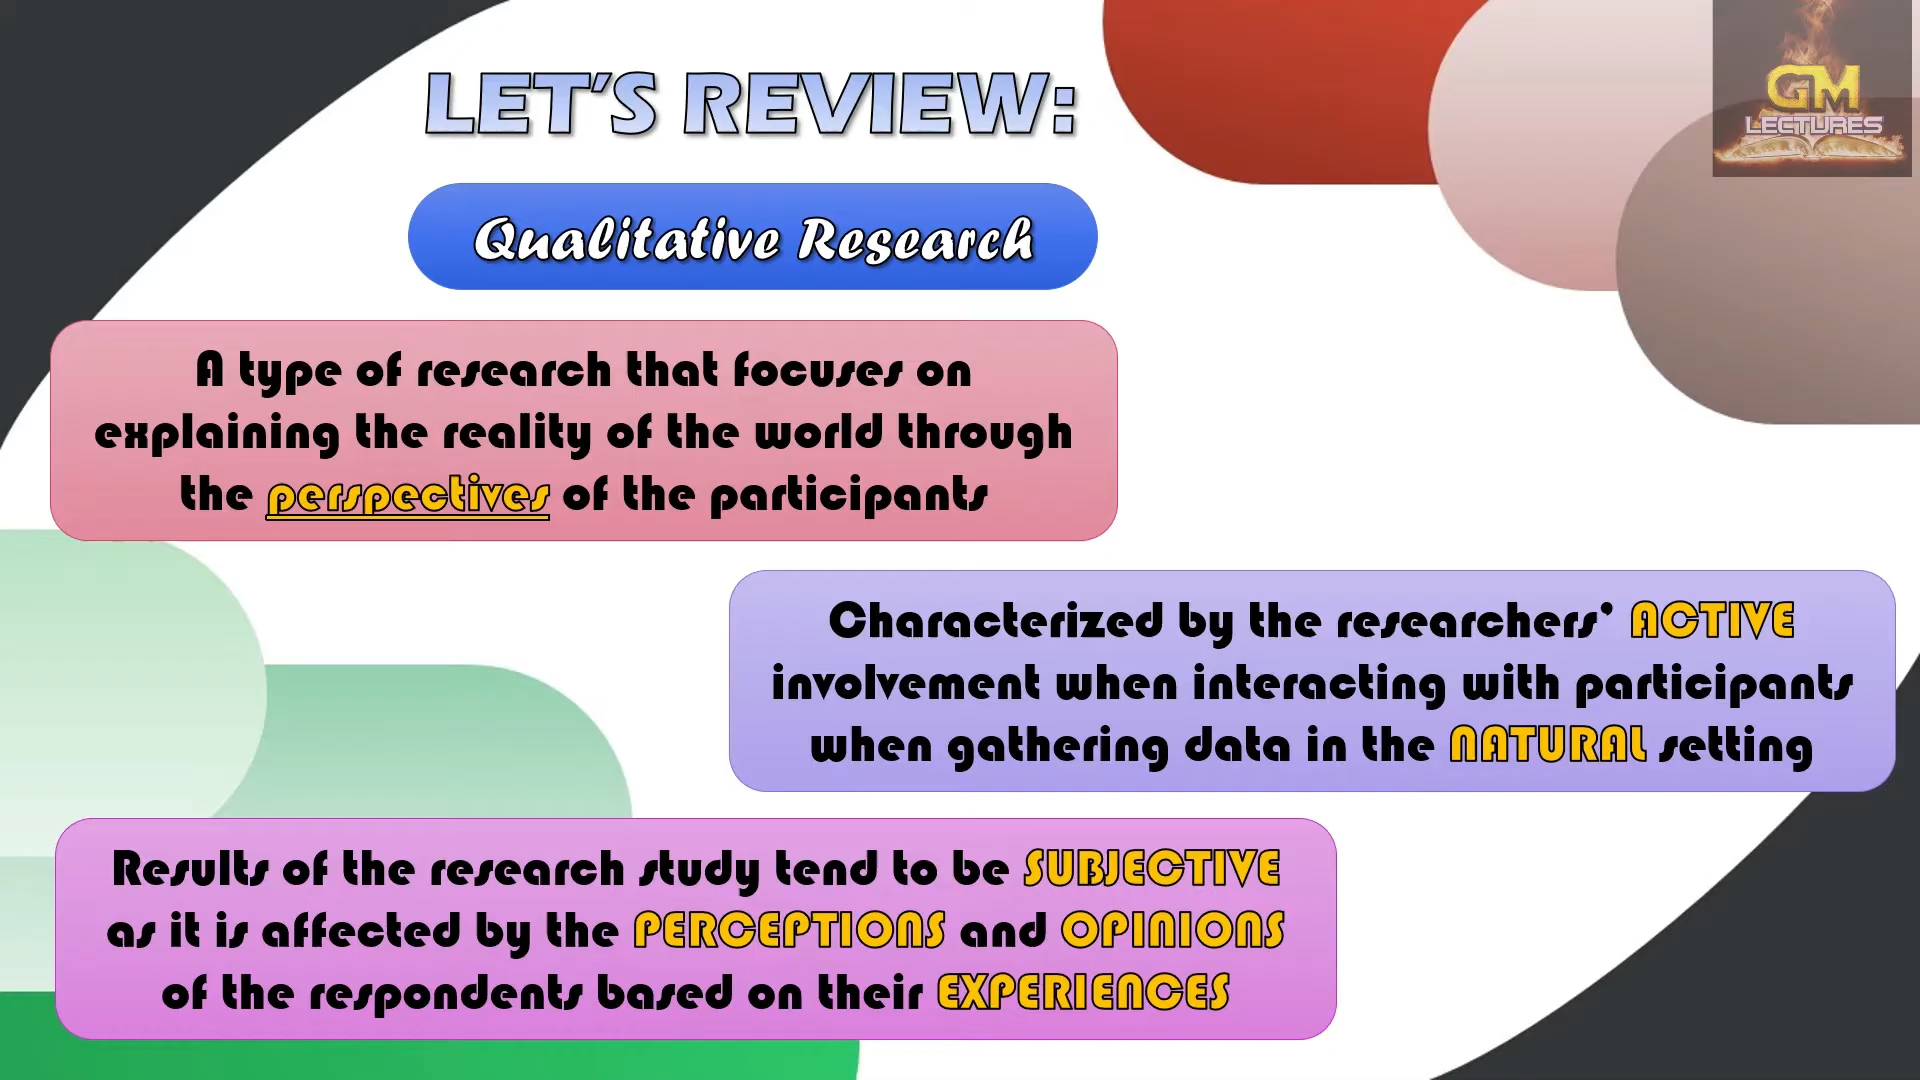 LET'S REVIEW:
GM
LECTURES
Qualitative Research
A type of research that focuses on
explaining the reality of the world through
the perspectives of the participants
Characterized by the researchers' ACTIVE
involvement when interacting with participants
when gathering data in the NATURAL setting
Results of the research study tend to be SUBJECTIVE
as it is affected by the PERCEPTIONS and OPINIONS
of the respondents based on their EXPERIENCES